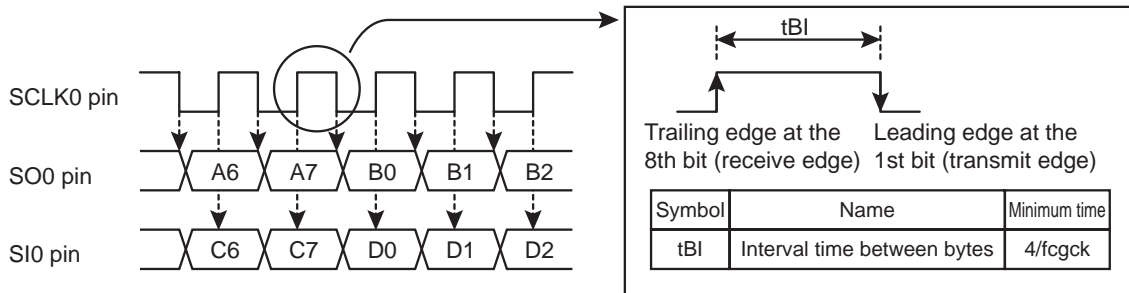 SCLK0 pin
SO0 pin
A6 A7 B0 B1 B2
SI0 pin
C6 C7 D0 D1 D2
tBI
Trailing edge at the
8th bit (receive edge)
Leading edge at the
1st bit (transmit edge)
Symbol Name Minimum time
tBI Interval time between bytes 4/fcgck